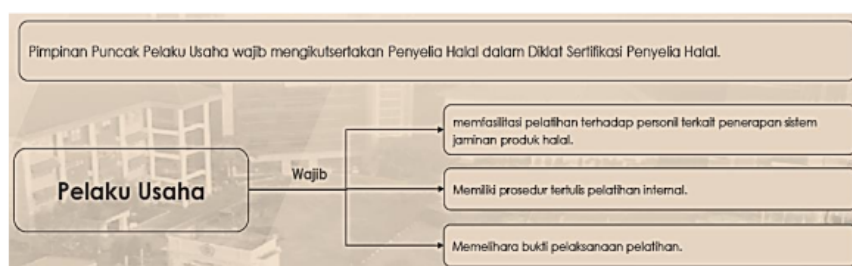 Pimpinan Puncak Pelaku Usaha wajib mengikutsertakan Penyelia Halal dalam Diklat Sertifikasi Penyelia Halal.
memfasilitasi pelatihan terhadap personil terkait penerapan sistem
jaminan produk halal.
Pelaku Usaha
Wajib
Memiliki prosedur tertulis pelatihan internal.
Memelihara bukti pelaksanaan pelatihan.